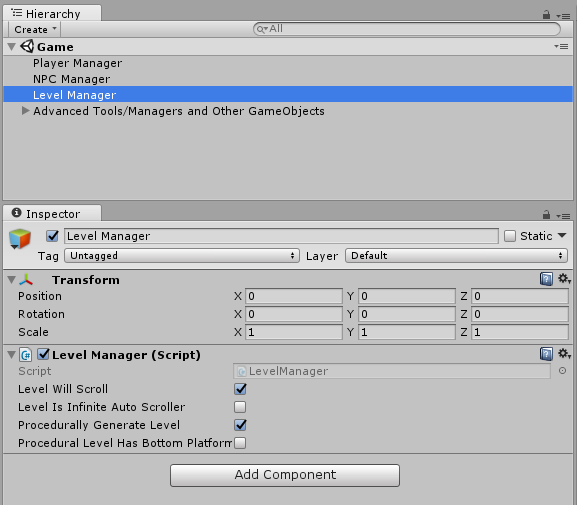 Hierarchy
Create All
Game
Player Manager
NPC Manager
Level Manager
Advanced Tools/Managers and Other GameObjects
Inspector
Level Manager Static
Tag Untagged Layer Default
Transform
Position X 0 Y 0 Z 0
Rotation X 0 Y 0 Z 0
Scale X 1 Y 1 Z 1
C# Level Manager (Script)
Script LevelManager
Level Will Scroll
Level Is Infinite Auto Scroller
Procedurally Generate Level
Procedural Level Has Bottom Platform
Add Component